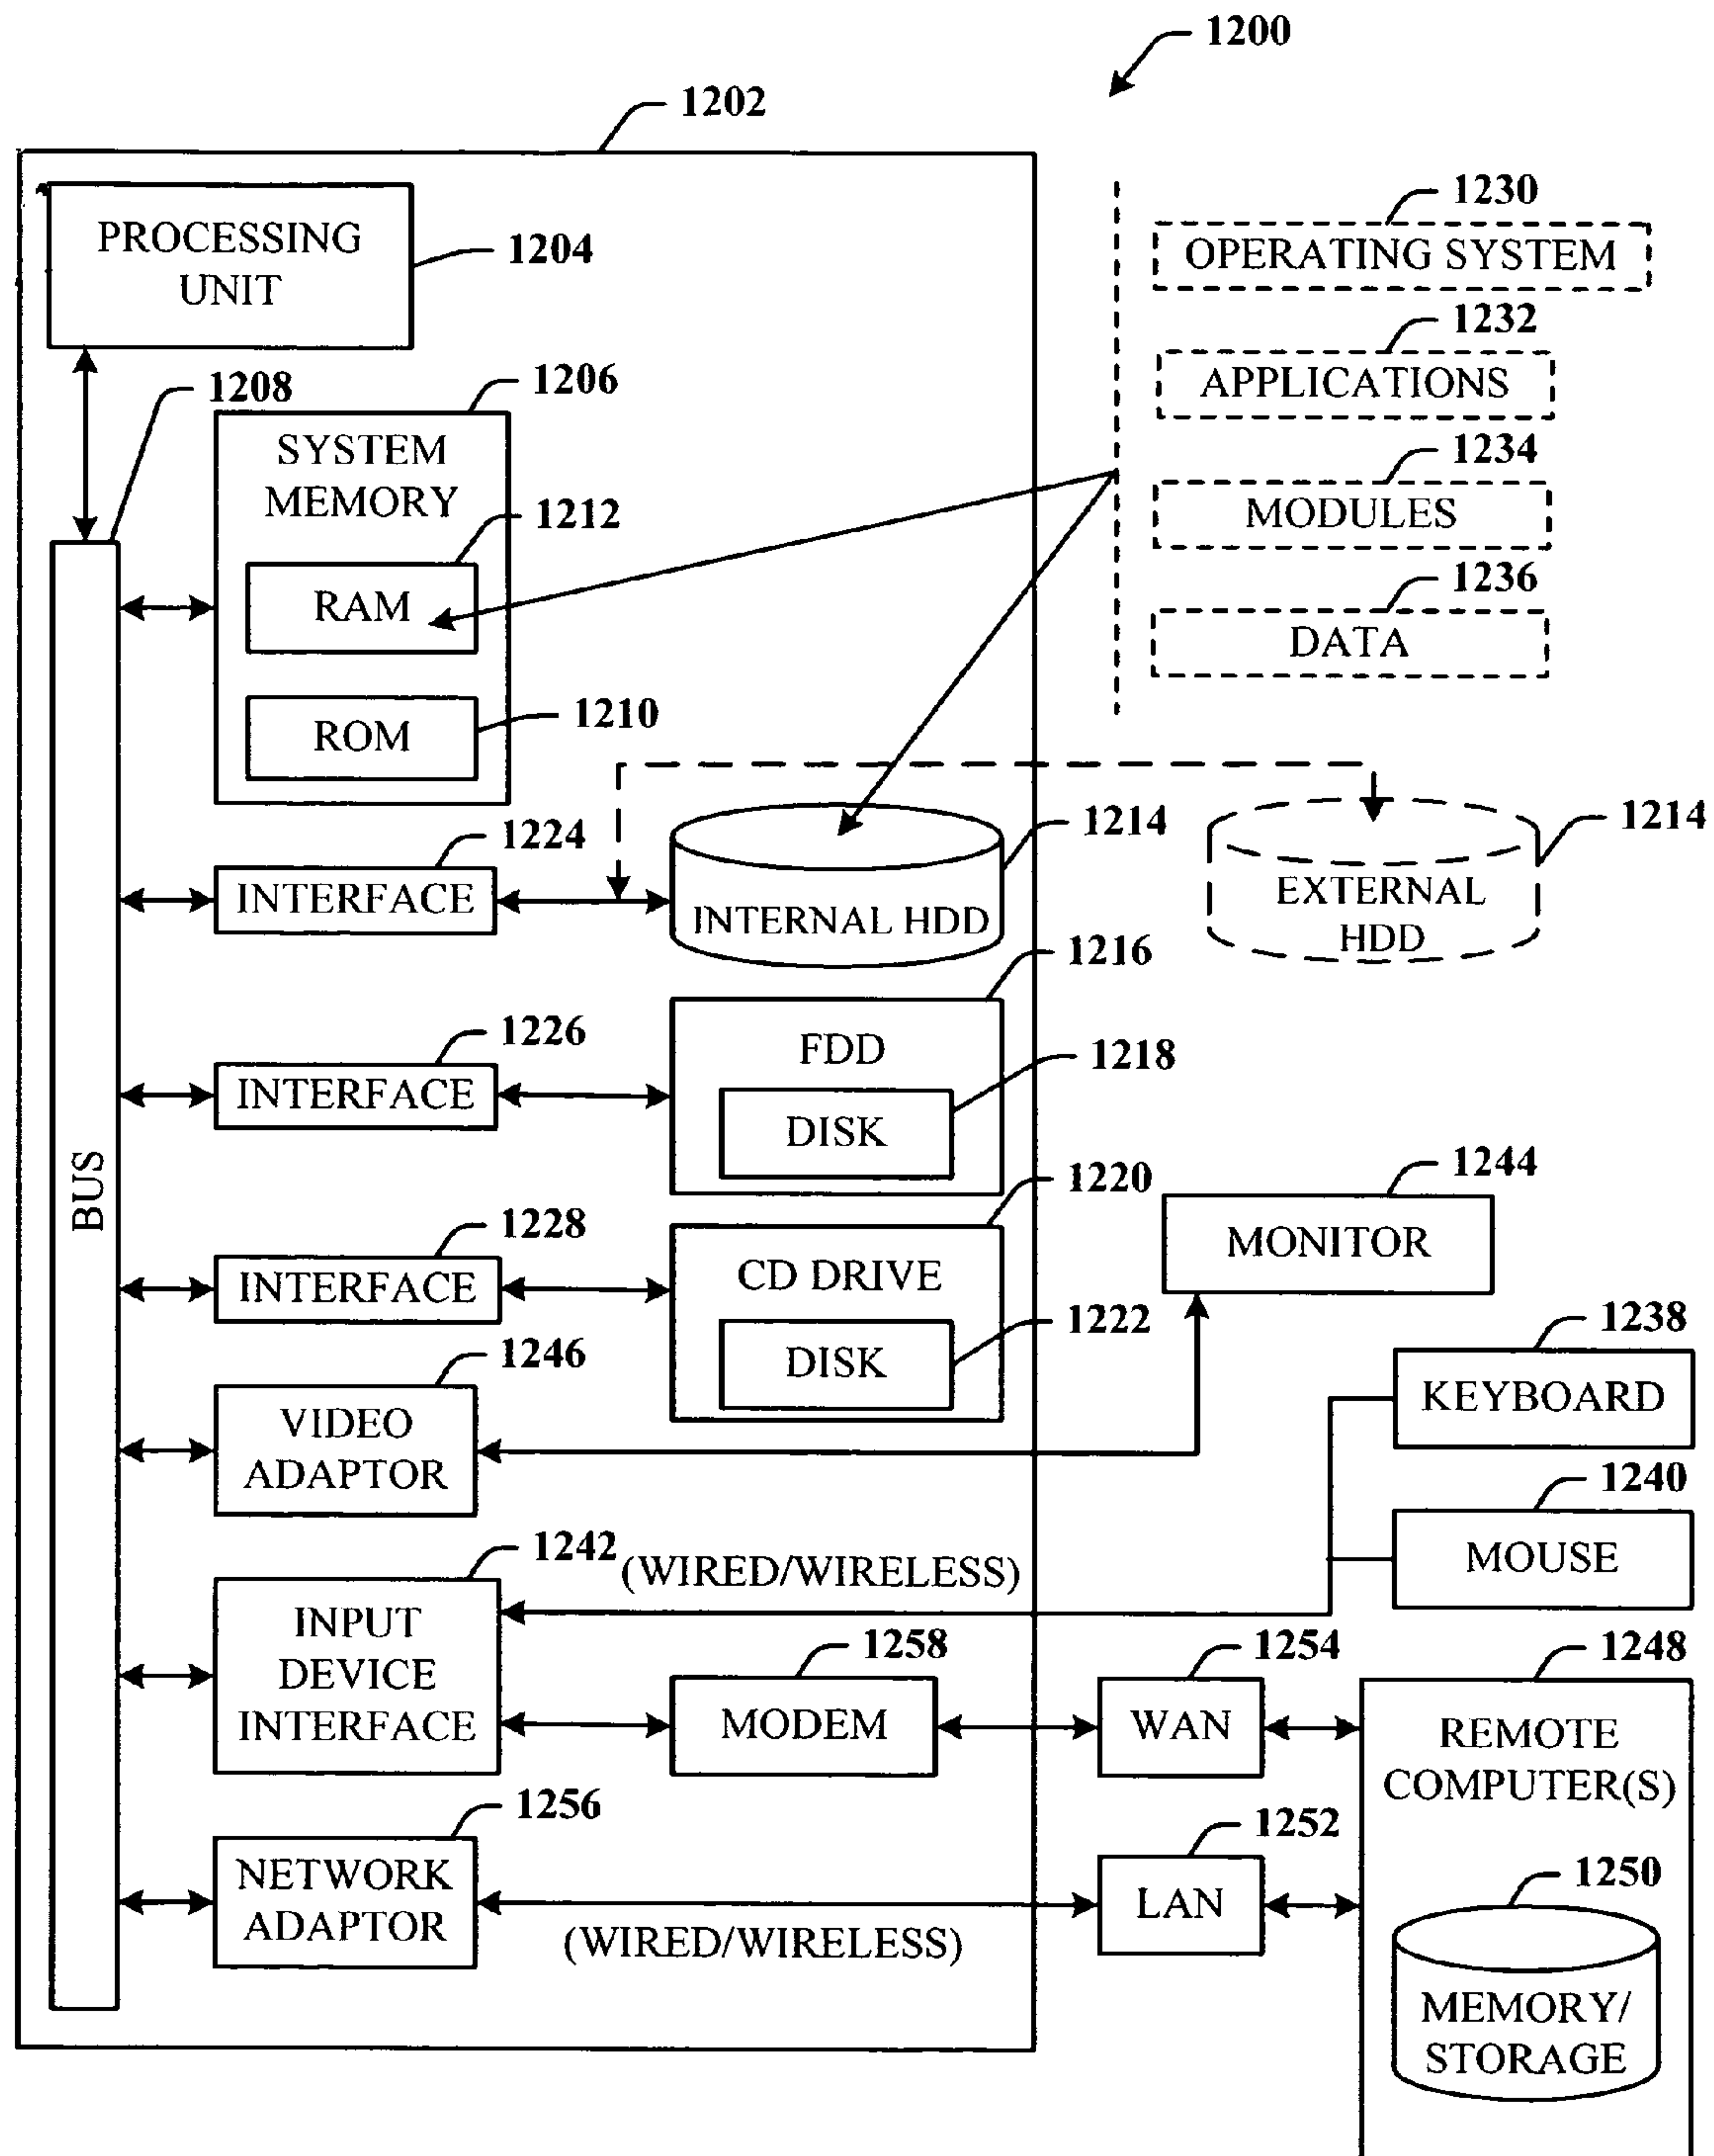 1200
1202
PROCESSING
UNIT
1204
1230
OPERATING SYSTEM
1232
APPLICATIONS
1234
MODULES
1236
DATA
1208
1206
SYSTEM
MEMORY
1212
RAM
1210
ROM
1224
INTERFACE
1214
INTERNAL HDD
1214
EXTERNAL
HDD
1216
FDD
1226
INTERFACE
1218
DISK
BUS
1220
CD DRIVE
1228
INTERFACE
1222
DISK
1244
MONITOR
1238
KEYBOARD
1246
VIDEO
ADAPTOR
1240
MOUSE
1242
(WIRED/WIRELESS)
INPUT
DEVICE
INTERFACE
1258
MODEM
1254
WAN
1248
REMOTE
COMPUTER(S)
1256
NETWORK
ADAPTOR
(WIRED/WIRELESS)
1252
LAN
1250
MEMORY/
STORAGE